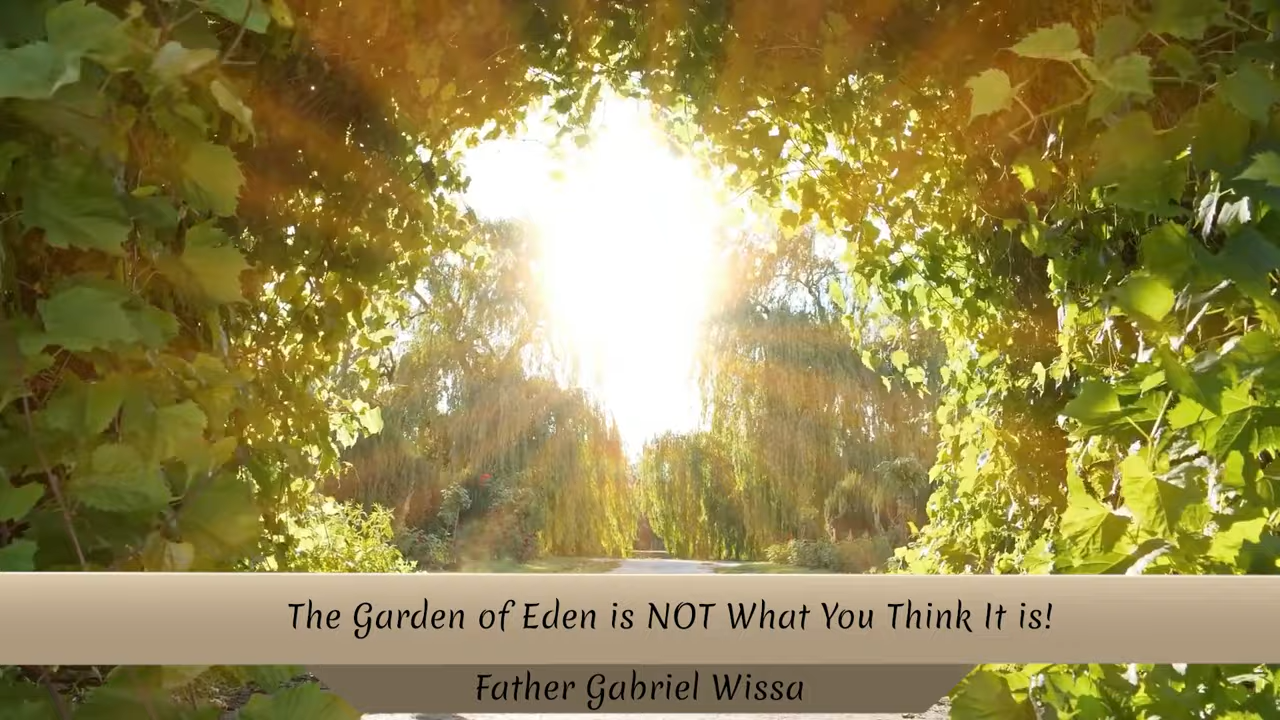 The Garden of Eden is NOT What You Think It is!
Father Gabriel Wissa